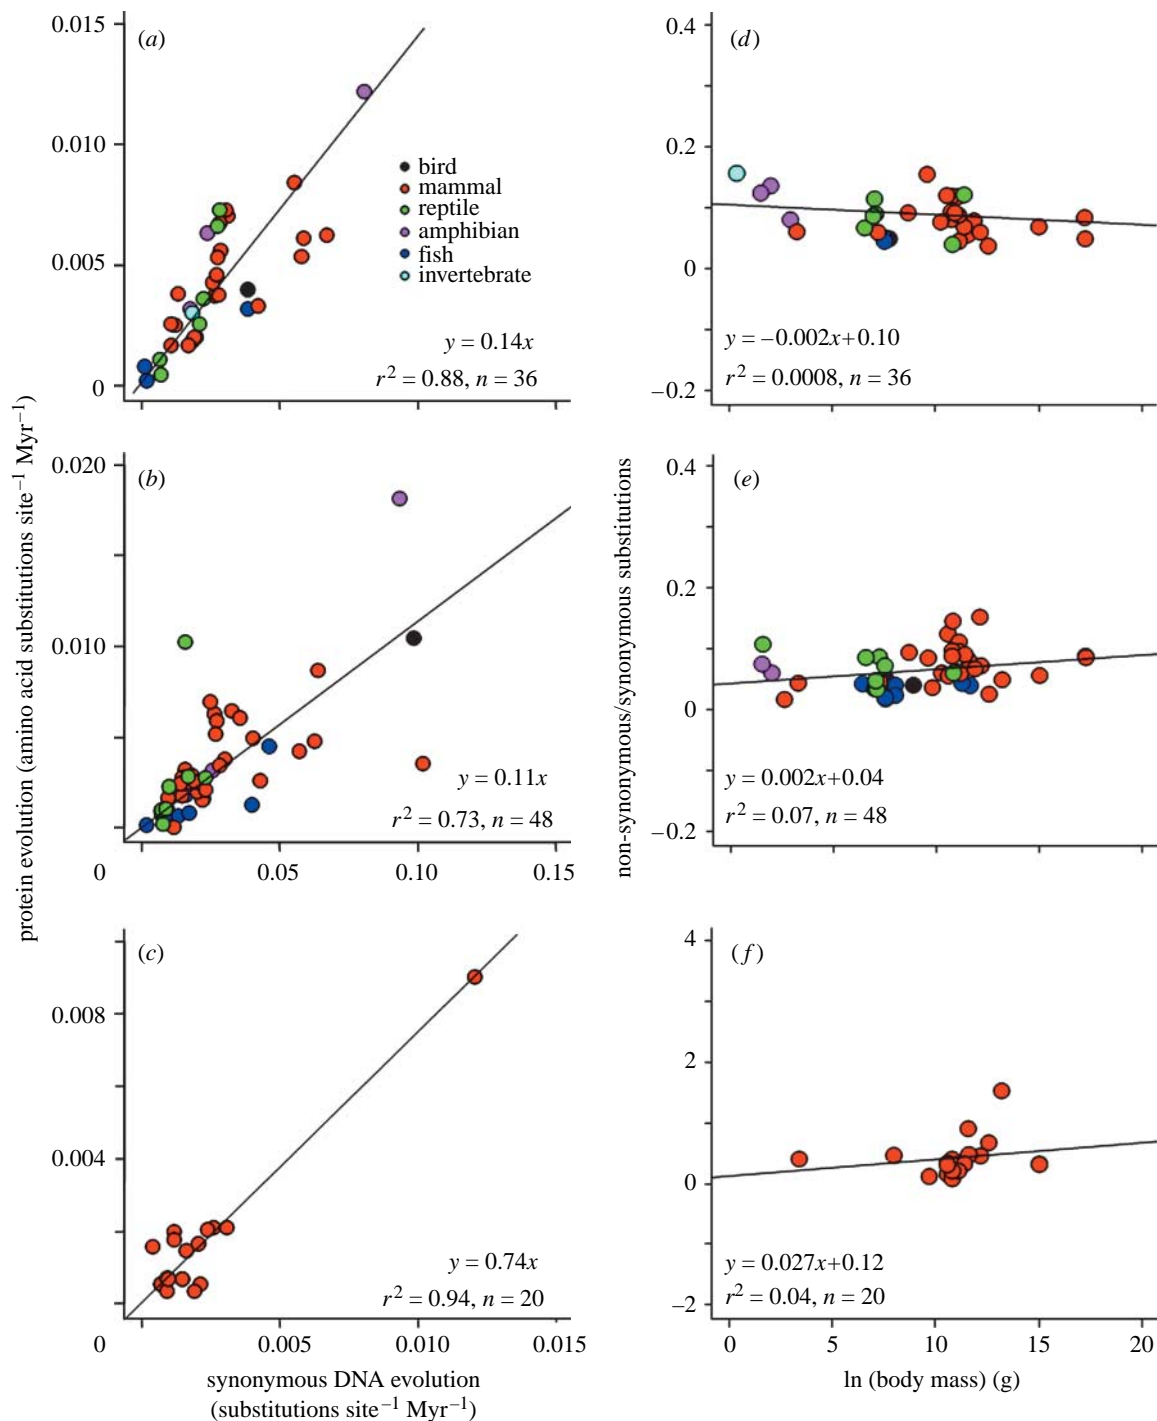 protein evolution (amino acid substitutions site⁻¹ Myr⁻¹)
0.015
0.010
0.005
0
(a)
bird
mammal
reptile
amphibian
fish
invertebrate
y = 0.14x
r² = 0.88, n = 36
0.020
0.010
(b)
y = 0.11x
r² = 0.73, n = 48
0
0.05
0.10
0.15
0.008
0.004
(c)
y = 0.74x
r² = 0.94, n = 20
0
0.005
0.010
0.015
synonymous DNA evolution
(substitutions site⁻¹ Myr⁻¹)
non-synonymous/synonymous substitutions
0.4
0.2
0
−0.2
(d)
y = −0.002x+0.10
r² = 0.0008, n = 36
0.4
0.2
0
−0.2
(e)
y = 0.002x+0.04
r² = 0.07, n = 48
4
2
0
−2
(f)
y = 0.027x+0.12
r² = 0.04, n = 20
0
5
10
15
20
ln (body mass) (g)